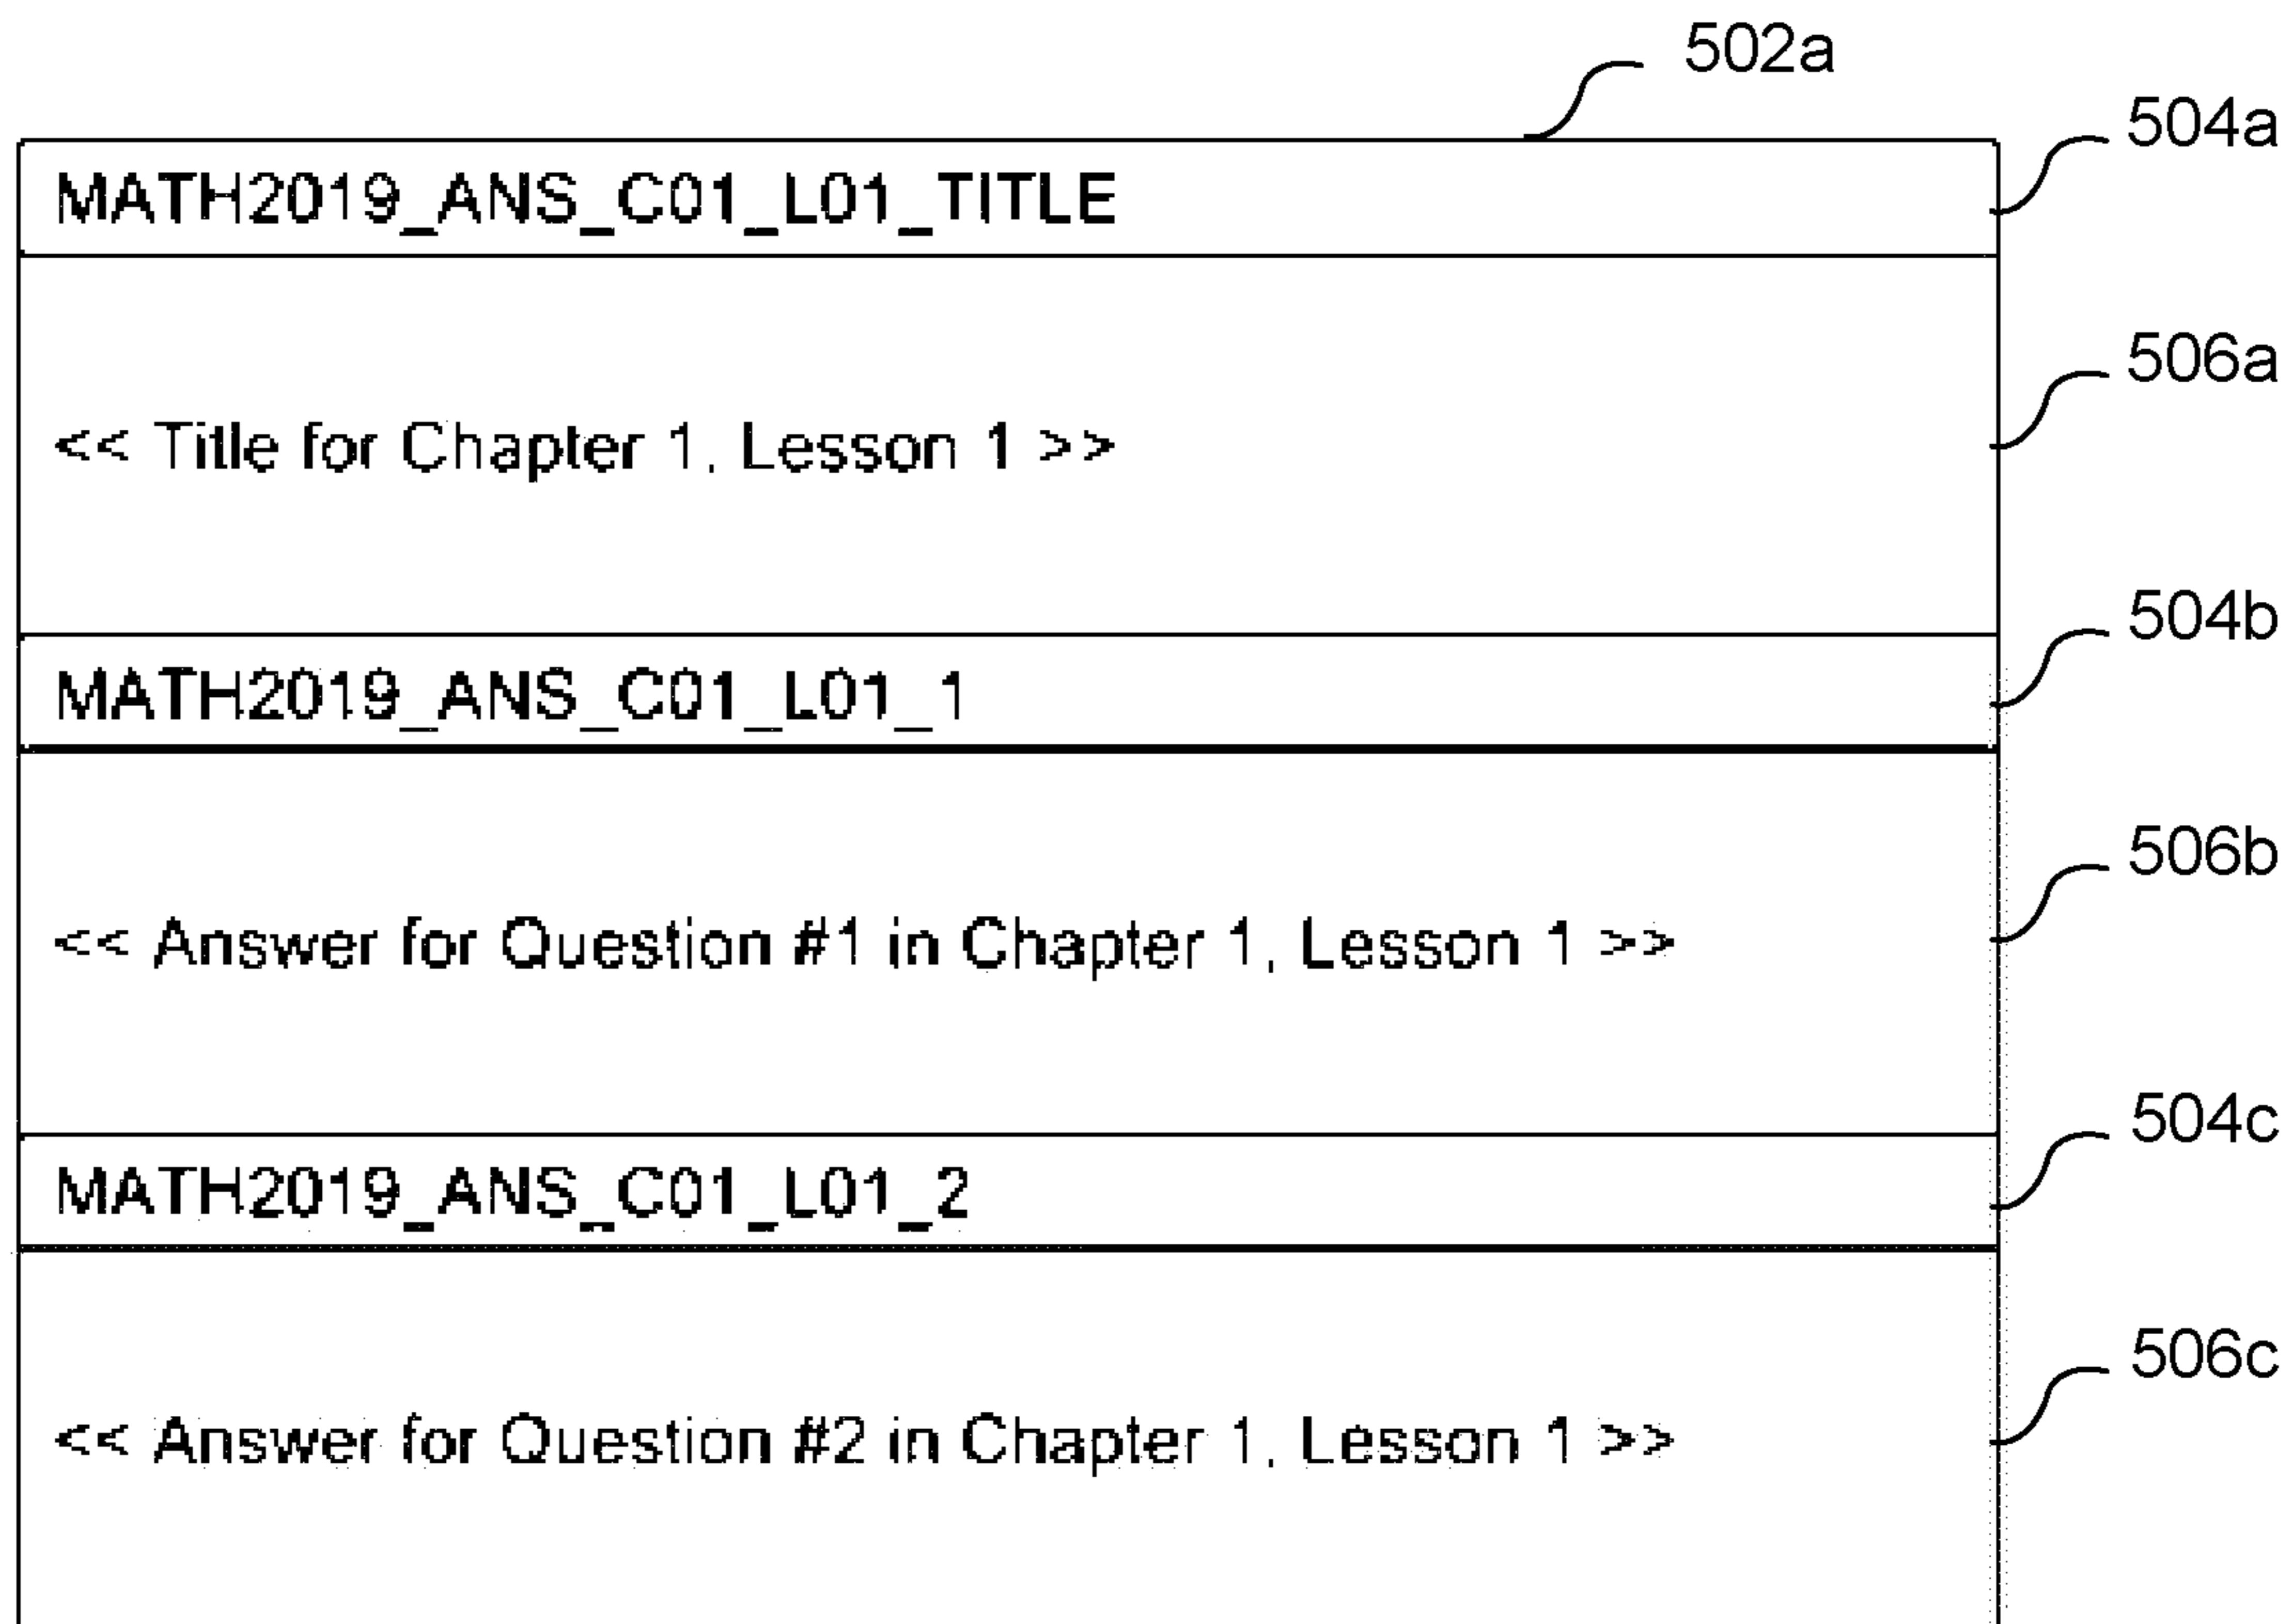 502a
504a
MATH2019_ANS_C01_L01_TITLE
506a
<< Title for Chapter 1, Lesson 1 >>
504b
MATH2019_ANS_C01_L01_1
506b
<< Answer for Question #1 in Chapter 1, Lesson 1 >>
504c
MATH2019_ANS_C01_L01_2
506c
<< Answer for Question #2 in Chapter 1, Lesson 1 >>